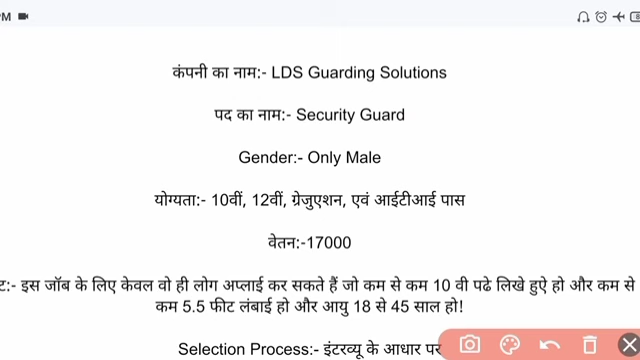 PM
कंपनी का नाम:- LDS Guarding Solutions
पद का नाम:- Security Guard
Gender:- Only Male
योग्यता:- 10वीं, 12वीं, ग्रेजुएशन, एवं आईटीआई पास
वेतन:-17000
ट:- इस जॉब के लिए केवल वो ही लोग अप्लाई कर सकते हैं जो कम से कम 10 वी पढे लिखे हुऐ हो और कम से
कम 5.5 फीट लंबाई हो और आयु 18 से 45 साल हो!
Selection Process:- इंटरव्यू के आधार पर